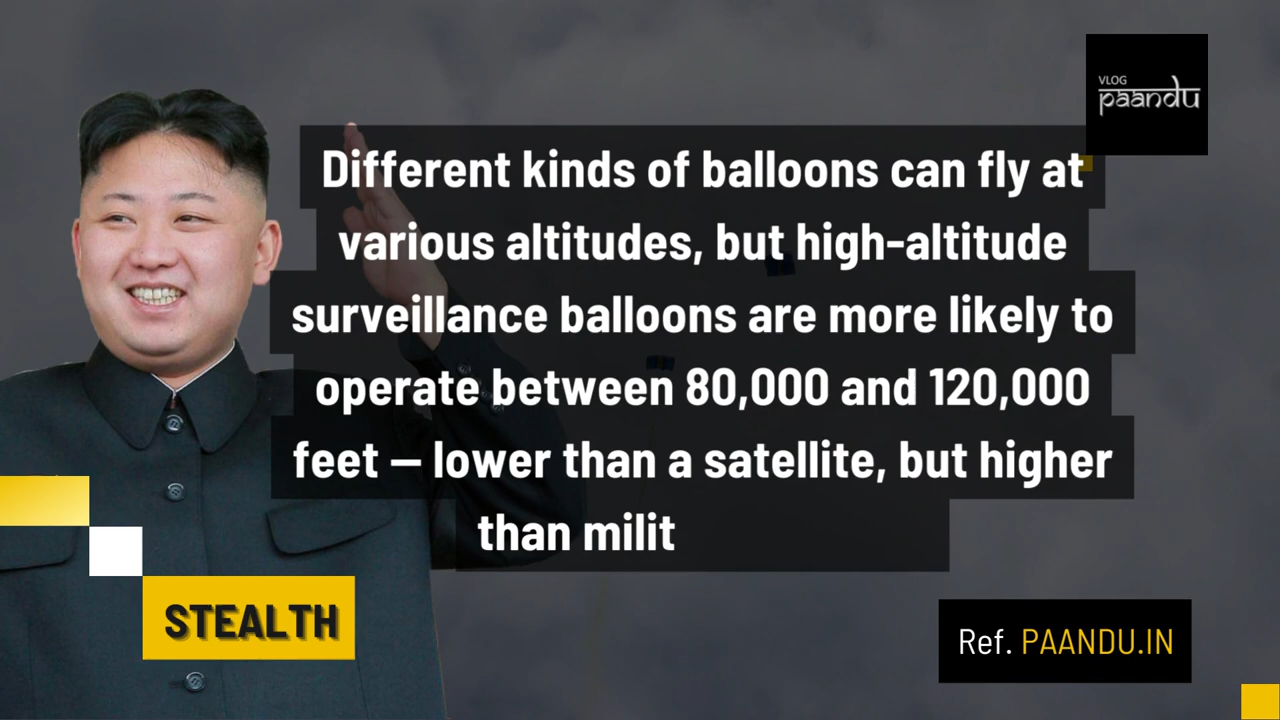 VLOG
paandu
Different kinds of balloons can fly at
various altitudes, but high-altitude
surveillance balloons are more likely to
operate between 80,000 and 120,000
feet – lower than a satellite, but higher
than milit
STEALTH
Ref. PAANDU.IN